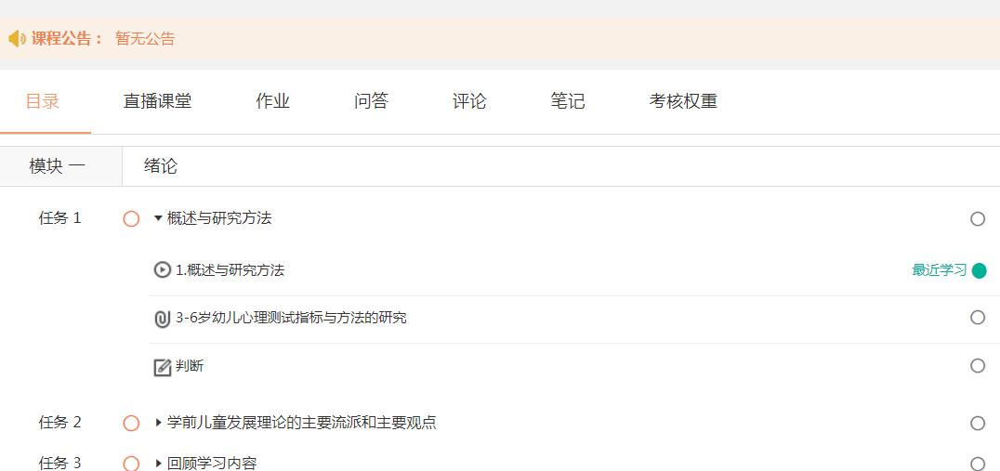 课程公告： 暂无公告
目录 直播课堂 作业 问答 评论 笔记 考核权重
模块 一 绪论
任务 1 概述与研究方法
1.概述与研究方法 最近学习
3-6岁幼儿心理测试指标与方法的研究
判断
任务 2 学前儿童发展理论的主要流派和主要观点
任务 3 回顾学习内容